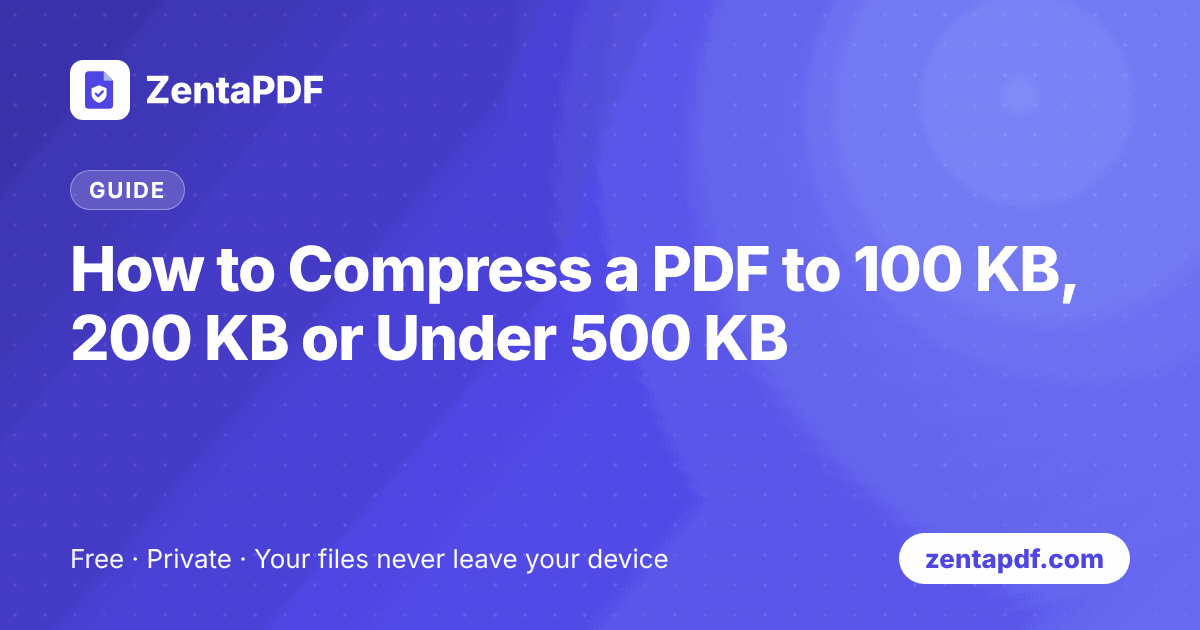 ZentaPDF
GUIDE
How to Compress a PDF to 100 KB,
200 KB or Under 500 KB
Free · Private · Your files never leave your device
zentapdf.com